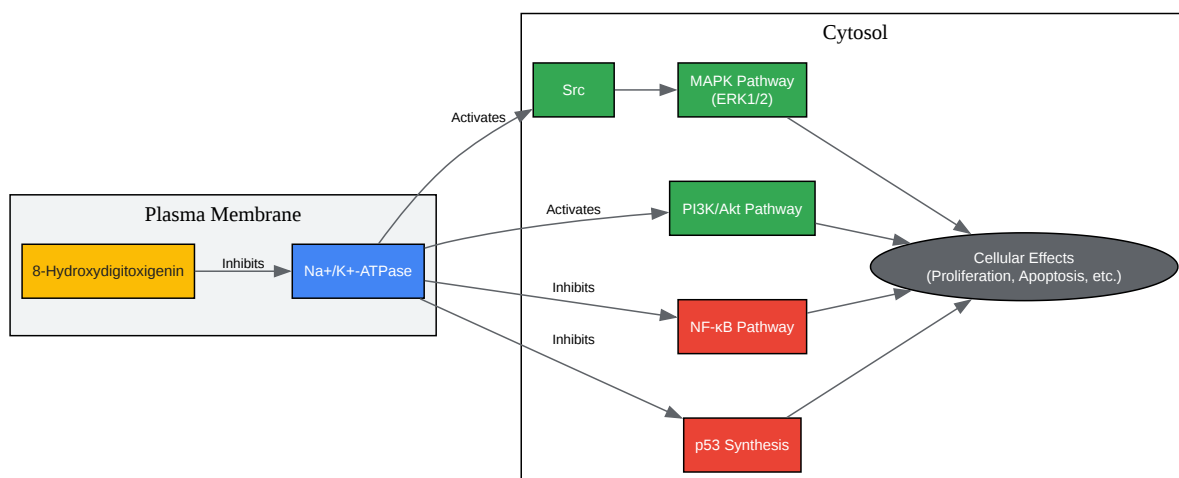 Cytosol
Src
MAPK Pathway
(ERK1/2)
Activates
Plasma Membrane
8-Hydroxydigitoxigenin
Inhibits
Na+/K+-ATPase
Activates
PI3K/Akt Pathway
Inhibits
NF-κB Pathway
Inhibits
p53 Synthesis
Cellular Effects
(Proliferation, Apoptosis, etc.)